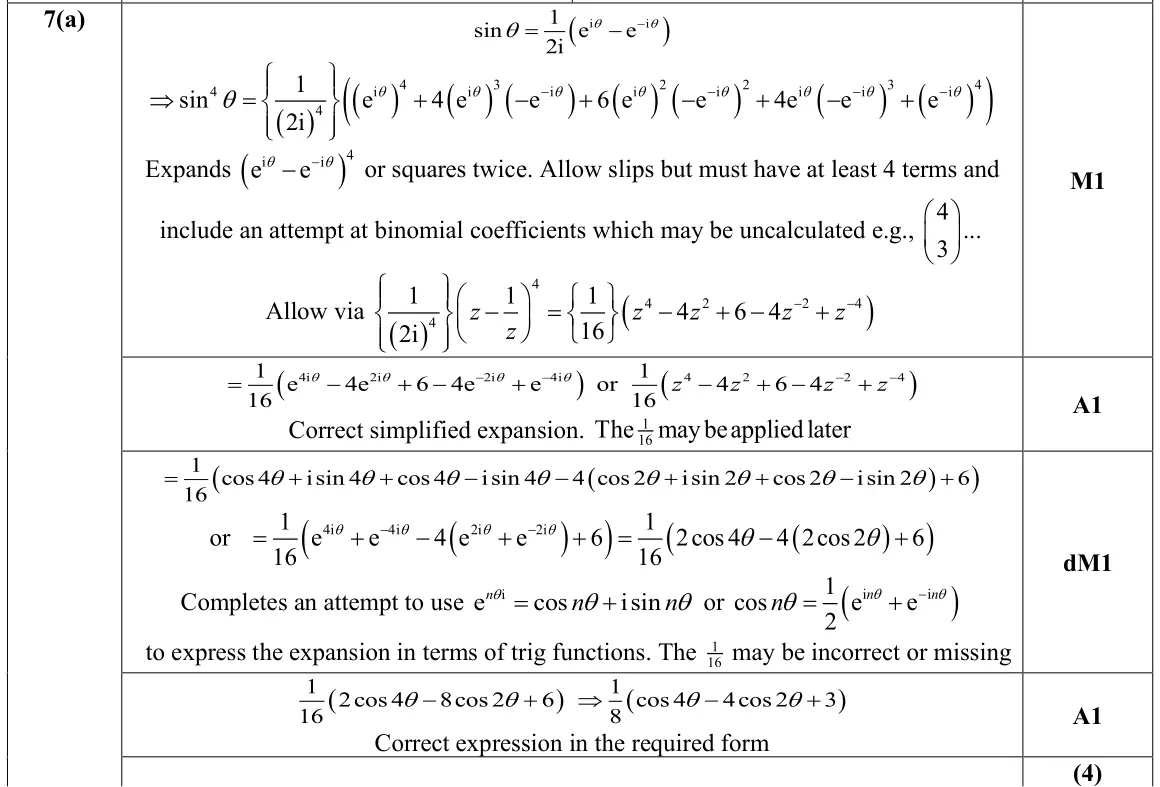 7(a)
sin θ = 1/2i (e^{iθ} − e^{−iθ})
⇒ sin⁴ θ = {1/(2i)⁴} ((e^{iθ})⁴ + 4(e^{iθ})³(−e^{−iθ}) + 6(e^{iθ})²(−e^{−iθ})² + 4e^{iθ}(−e^{−iθ})³ + (e^{−iθ})⁴)
Expands (e^{iθ} − e^{−iθ})⁴ or squares twice. Allow slips but must have at least 4 terms and
include an attempt at binomial coefficients which may be uncalculated e.g., (4 3)...
Allow via {1/(2i)⁴} (z − 1/z)⁴ = {1/16} (z⁴ − 4z² + 6 − 4z⁻² + z⁻⁴)
M1
= 1/16 (e^{4iθ} − 4e^{2iθ} + 6 − 4e^{−2iθ} + e^{−4iθ}) or 1/16 (z⁴ − 4z² + 6 − 4z⁻² + z⁻⁴)
Correct simplified expansion. The 1/16 may be applied later
A1
= 1/16 (cos 4θ + i sin 4θ + cos 4θ − i sin 4θ − 4(cos 2θ + i sin 2θ + cos 2θ − i sin 2θ) + 6)
or = 1/16 (e^{4iθ} + e^{−4iθ} − 4(e^{2iθ} + e^{−2iθ}) + 6) = 1/16 (2 cos 4θ − 4(2 cos 2θ) + 6)
Completes an attempt to use e^{nθi} = cos nθ + i sin nθ or cos nθ = 1/2 (e^{inθ} + e^{−inθ})
to express the expansion in terms of trig functions. The 1/16 may be incorrect or missing
dM1
1/16 (2 cos 4θ − 8 cos 2θ + 6) ⇒ 1/8 (cos 4θ − 4 cos 2θ + 3)
Correct expression in the required form
A1
(4)